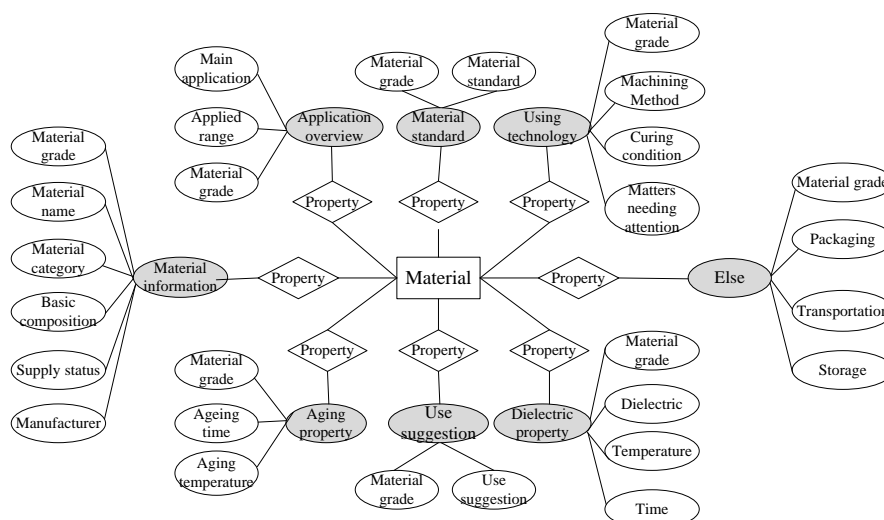 Material
grade
Main
application
Material
grade
Material
standard
Machining
Method
Applied
range
Application
overview
Material
standard
Using
technology
Material
grade
Curing
condition
Material
grade
Material
name
Property
Property
Property
Matters
needing
attention
Material grade
Packaging
Material
category
Material
information
Property
Material
Property
Else
Basic
composition
Transportation
Supply status
Material
grade
Property
Property
Property
Material
grade
Storage
Manufacturer
Ageing
time
Aging
property
Use
suggestion
Dielectric
property
Dielectric
Aging
temperature
Material
grade
Use
suggestion
Temperature
Time